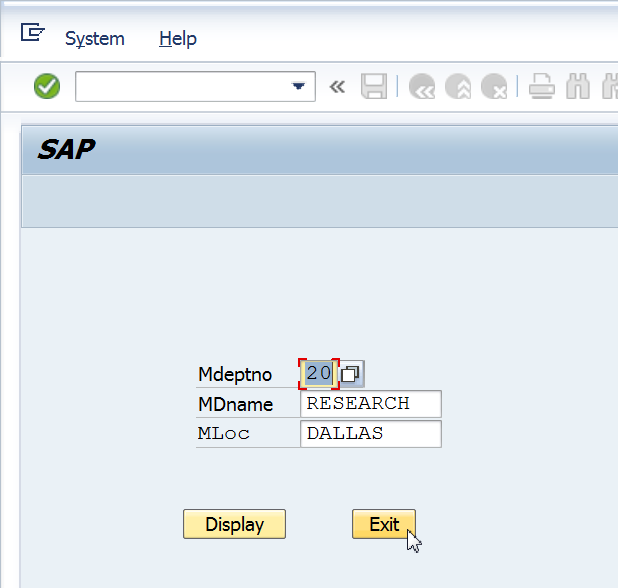 System Help
SAP
Mdeptno 20
MDname RESEARCH
MLoc DALLAS
Display Exit